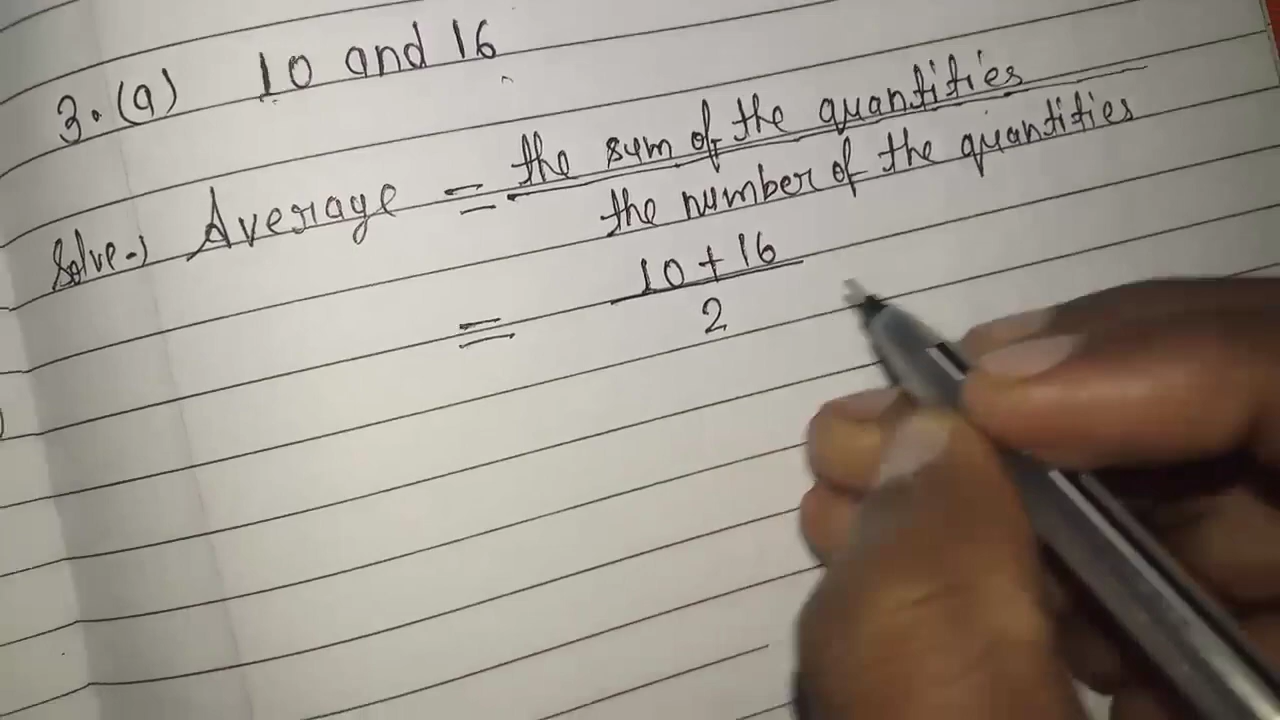 3. (a) 10 and 16
Solve→ Average = the sum of the quantities
the number of the quantities
= 10 + 16
2